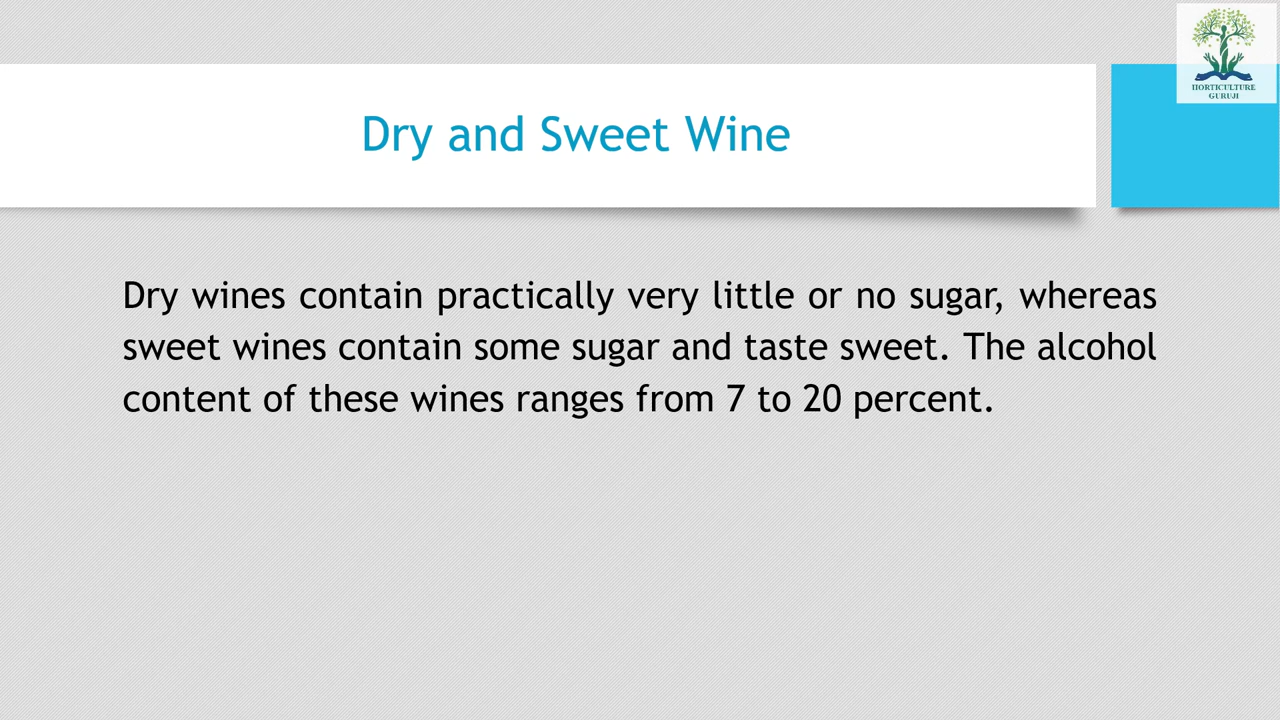 HORTICULTURE
GURUJI
Dry and Sweet Wine
Dry wines contain practically very little or no sugar, whereas
sweet wines contain some sugar and taste sweet. The alcohol
content of these wines ranges from 7 to 20 percent.